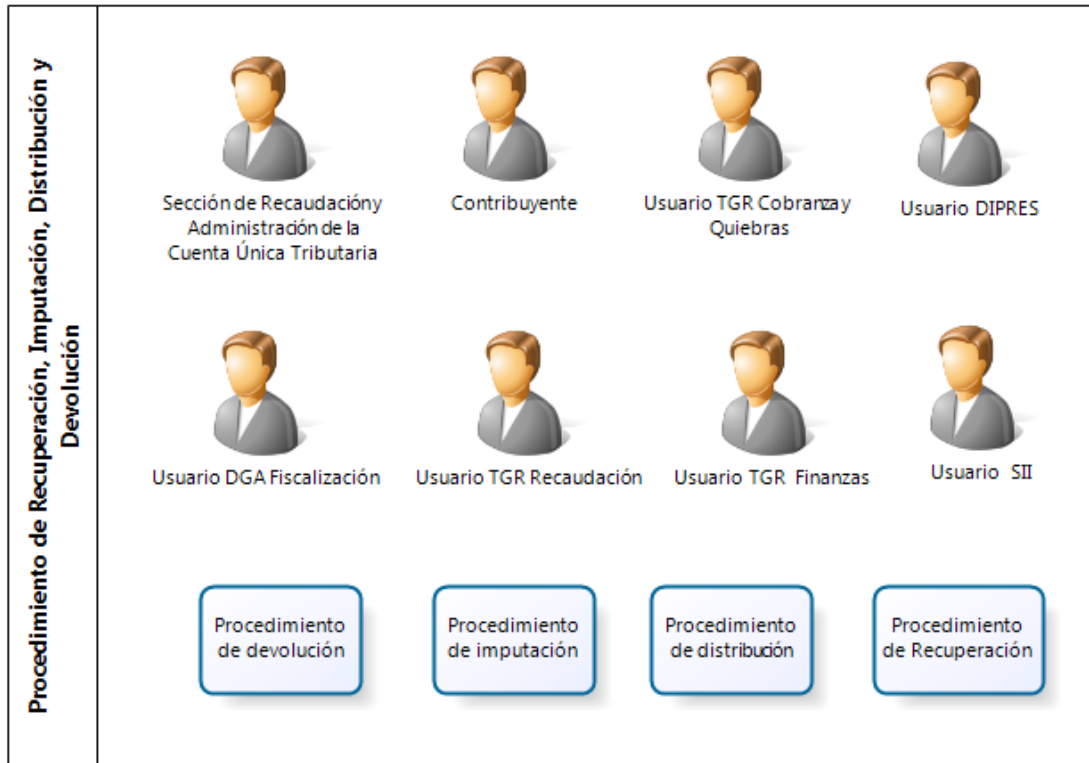 Procedimiento de Recuperación, Imputación, Distribución y
Devolución
Sección de Recaudación y
Administración de la
Cuenta Única Tributaria
Contribuyente
Usuario TGR Cobranza y
Quiebras
Usuario DIPRES
Usuario DGA Fiscalización
Usuario TGR Recaudación
Usuario TGR Finanzas
Usuario SII
Procedimiento
de devolución
Procedimiento
de imputación
Procedimiento
de distribución
Procedimiento
de Recuperación